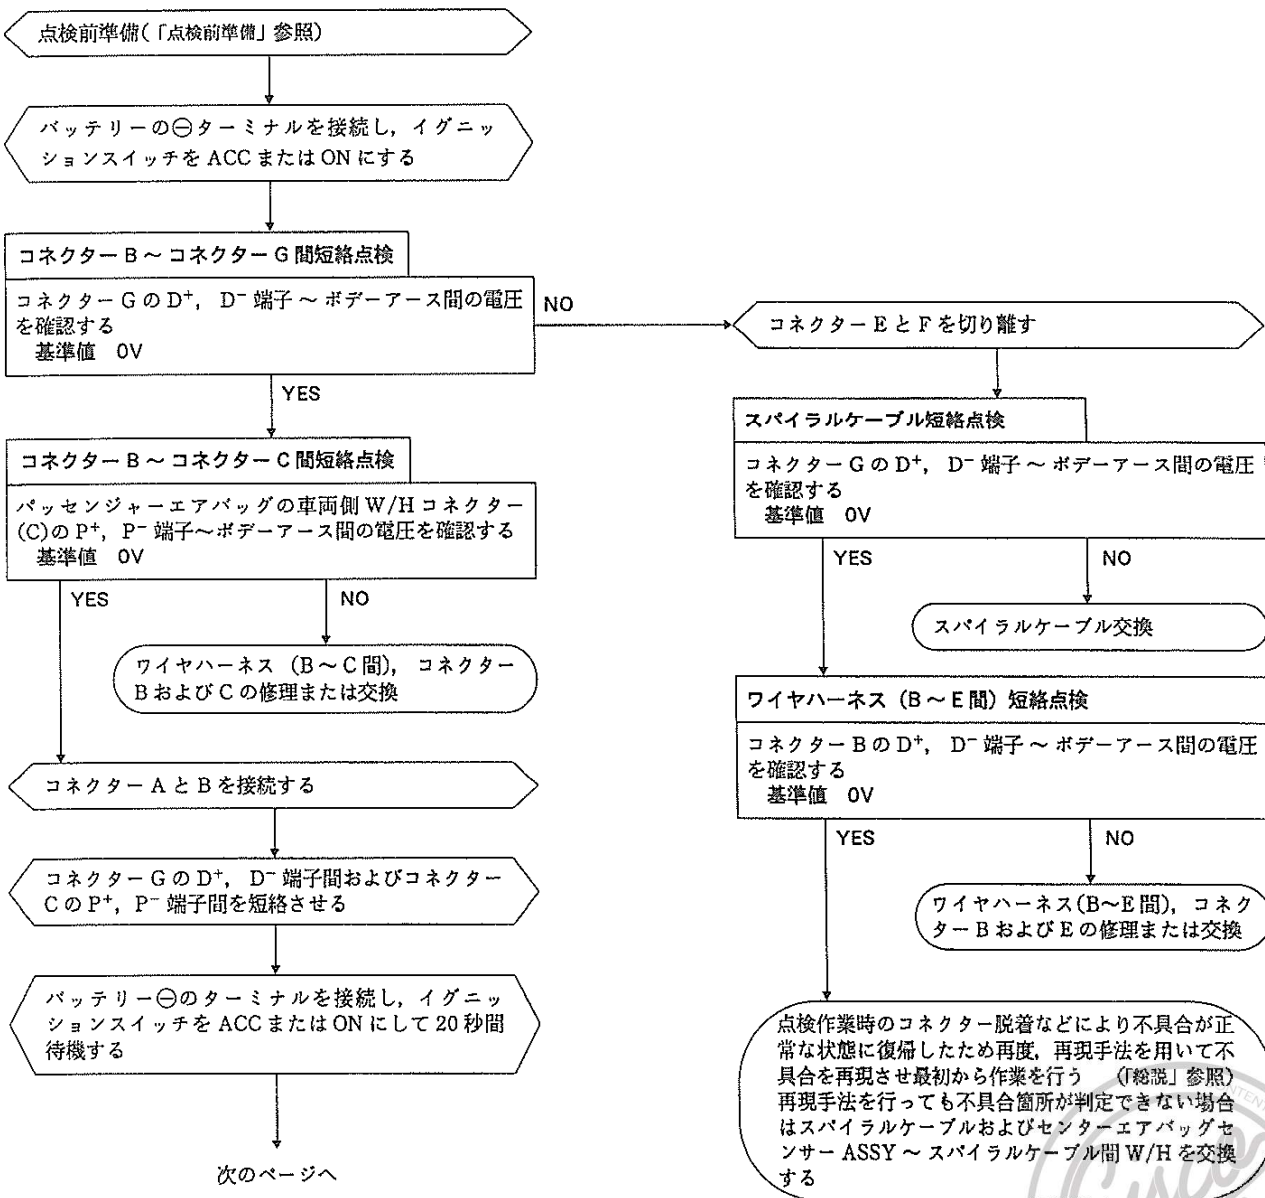 点検前準備(「点検前準備」参照)
バッテリーの⊖ターミナルを接続し, イグニッ
ションスイッチを ACC または ON にする
コネクター B ～ コネクター G 間短絡点検
コネクター G の D⁺, D⁻ 端子 ～ ボデーアース間の電圧
を確認する
基準値 0V
NO
YES
コネクター B ～ コネクター C 間短絡点検
パッセンジャーエアバッグの車両側 W/H コネクター
(C)の P⁺, P⁻ 端子～ボデーアース間の電圧を確認する
基準値 0V
YES
NO
ワイヤハーネス (B～C間), コネクター
B および C の修理または交換
コネクター A と B を接続する
コネクター G の D⁺, D⁻ 端子間およびコネクター
C の P⁺, P⁻ 端子間を短絡させる
バッテリー⊖のターミナルを接続し, イグニッ
ションスイッチを ACC または ON にして 20 秒間
待機する
次のページへ
コネクター E と F を切り離す
スパイラルケーブル短絡点検
コネクター G の D⁺, D⁻ 端子 ～ ボデーアース間の電圧
を確認する
基準値 0V
YES
NO
スパイラルケーブル交換
ワイヤハーネス (B～E間) 短絡点検
コネクター B の D⁺, D⁻ 端子 ～ ボデーアース間の電圧
を確認する
基準値 0V
YES
NO
ワイヤハーネス(B～E間), コネク
ター B および E の修理または交換
点検作業時のコネクター脱着などにより不具合が正
常な状態に復帰したため再度, 再現手法を用いて不
具合を再現させ最初から作業を行う (「総説」参照)
再現手法を行っても不具合箇所が判定できない場合
はスパイラルケーブルおよびセンターエアバッグセ
ンサー ASSY ～ スパイラルケーブル間 W/H を交換
する